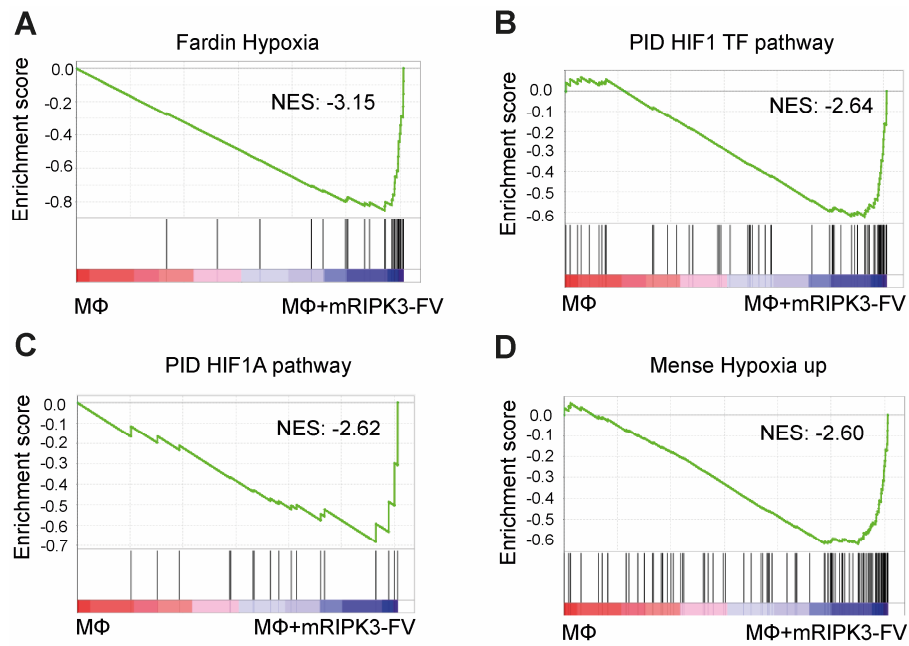 A
Fardin Hypoxia
Enrichment score
0.0
-0.2
-0.4
-0.6
-0.8
NES: -3.15
MΦ
MΦ+mRIPK3-FV
B
PID HIF1 TF pathway
Enrichment score
0.0
-0.1
-0.2
-0.3
-0.4
-0.5
-0.6
NES: -2.64
MΦ
MΦ+mRIPK3-FV
C
PID HIF1A pathway
Enrichment score
0.0
-0.1
-0.2
-0.3
-0.4
-0.5
-0.6
-0.7
NES: -2.62
MΦ
MΦ+mRIPK3-FV
D
Mense Hypoxia up
Enrichment score
0.0
-0.1
-0.2
-0.3
-0.4
-0.5
-0.6
NES: -2.60
MΦ
MΦ+mRIPK3-FV